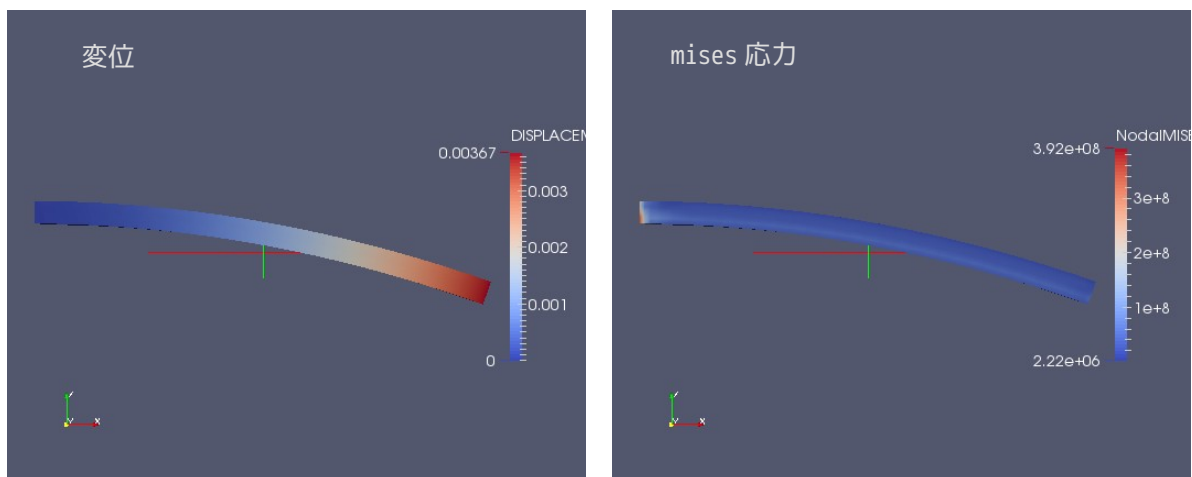 変位
DISPLACEM
0.00367
0.003
0.002
0.001
0
Y
X
mises 応力
NodalMISE
3.92e+08
3e+8
2e+8
1e+8
2.22e+06
Y
X